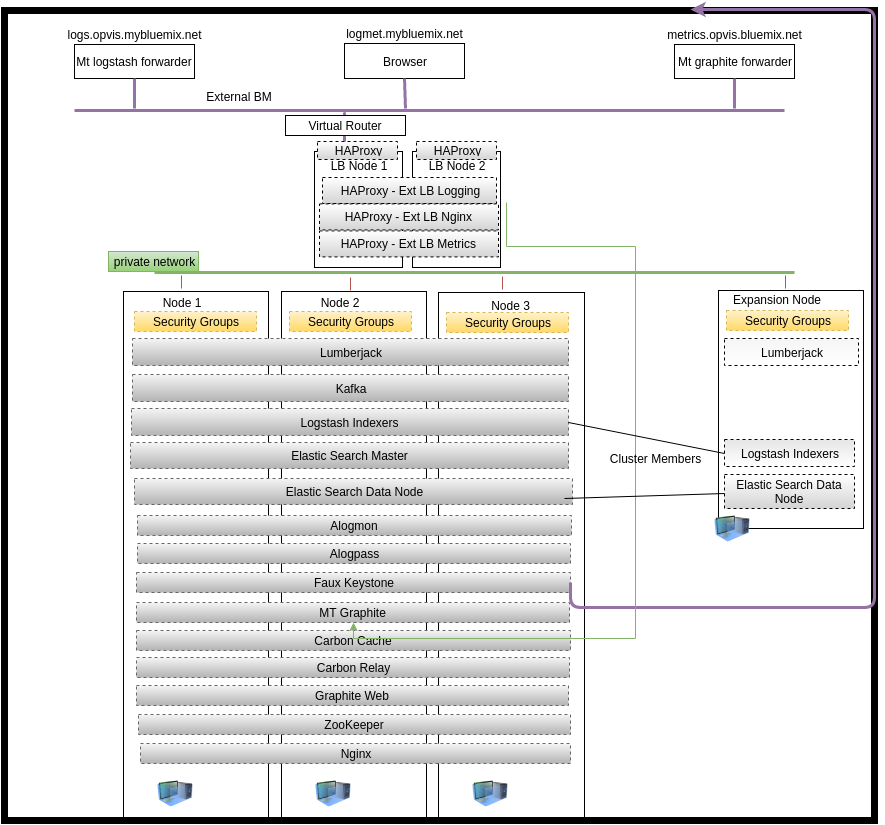 logs.opvis.mybluemix.net
logmet.mybluemix.net
metrics.opvis.bluemix.net
Mt logstash forwarder
Browser
Mt graphite forwarder
External BM
Virtual Router
HAProxy
HAProxy
LB Node 1
LB Node 2
HAProxy - Ext LB Logging
HAProxy - Ext LB Nginx
HAProxy - Ext LB Metrics
private network
Node 1
Node 2
Node 3
Expansion Node
Security Groups
Security Groups
Security Groups
Security Groups
Lumberjack
Lumberjack
Kafka
Logstash Indexers
Elastic Search Master
Cluster Members
Logstash Indexers
Elastic Search Data Node
Elastic Search Data
Node
Alogmon
Alogpass
Faux Keystone
MT Graphite
Carbon Cache
Carbon Relay
Graphite Web
ZooKeeper
Nginx